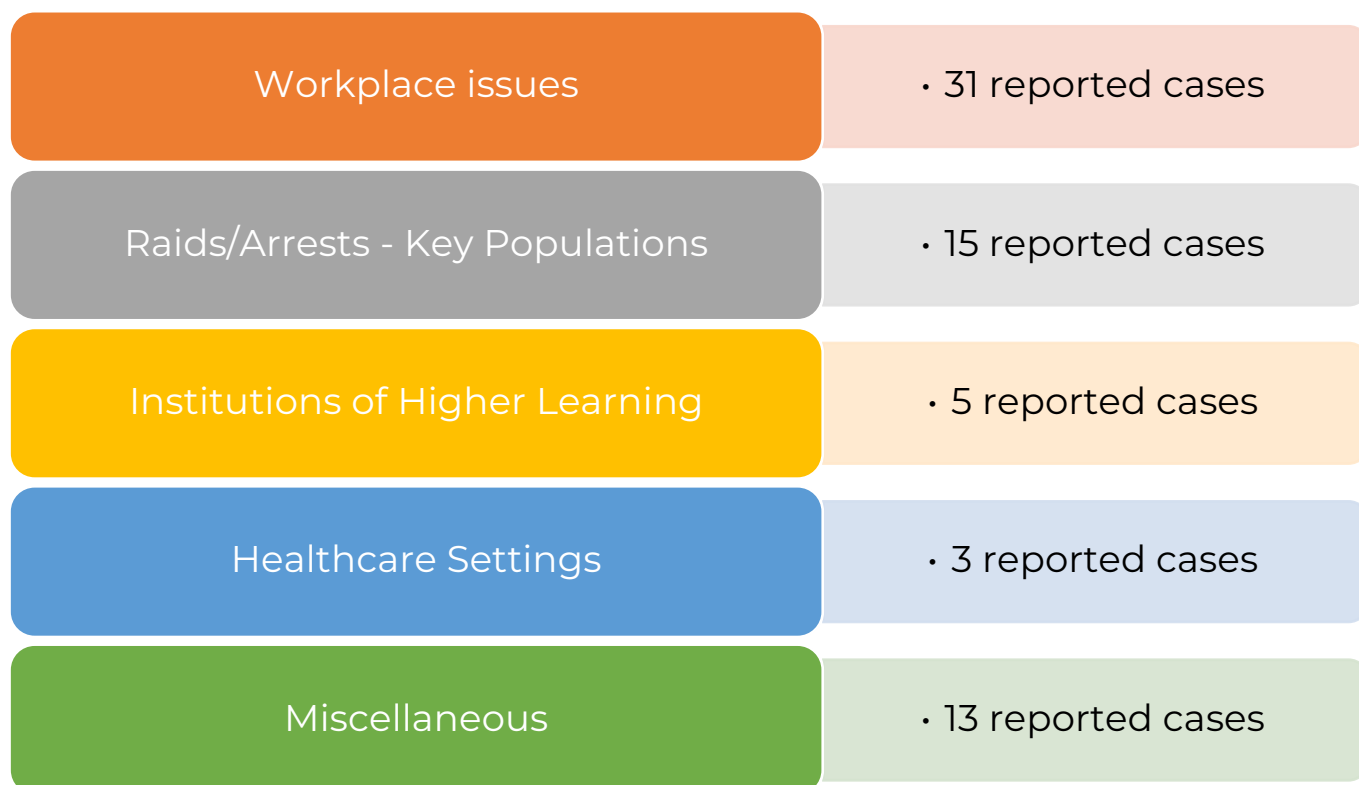 Workplace issues
• 31 reported cases
Raids/Arrests - Key Populations
• 15 reported cases
Institutions of Higher Learning
• 5 reported cases
Healthcare Settings
• 3 reported cases
Miscellaneous
• 13 reported cases